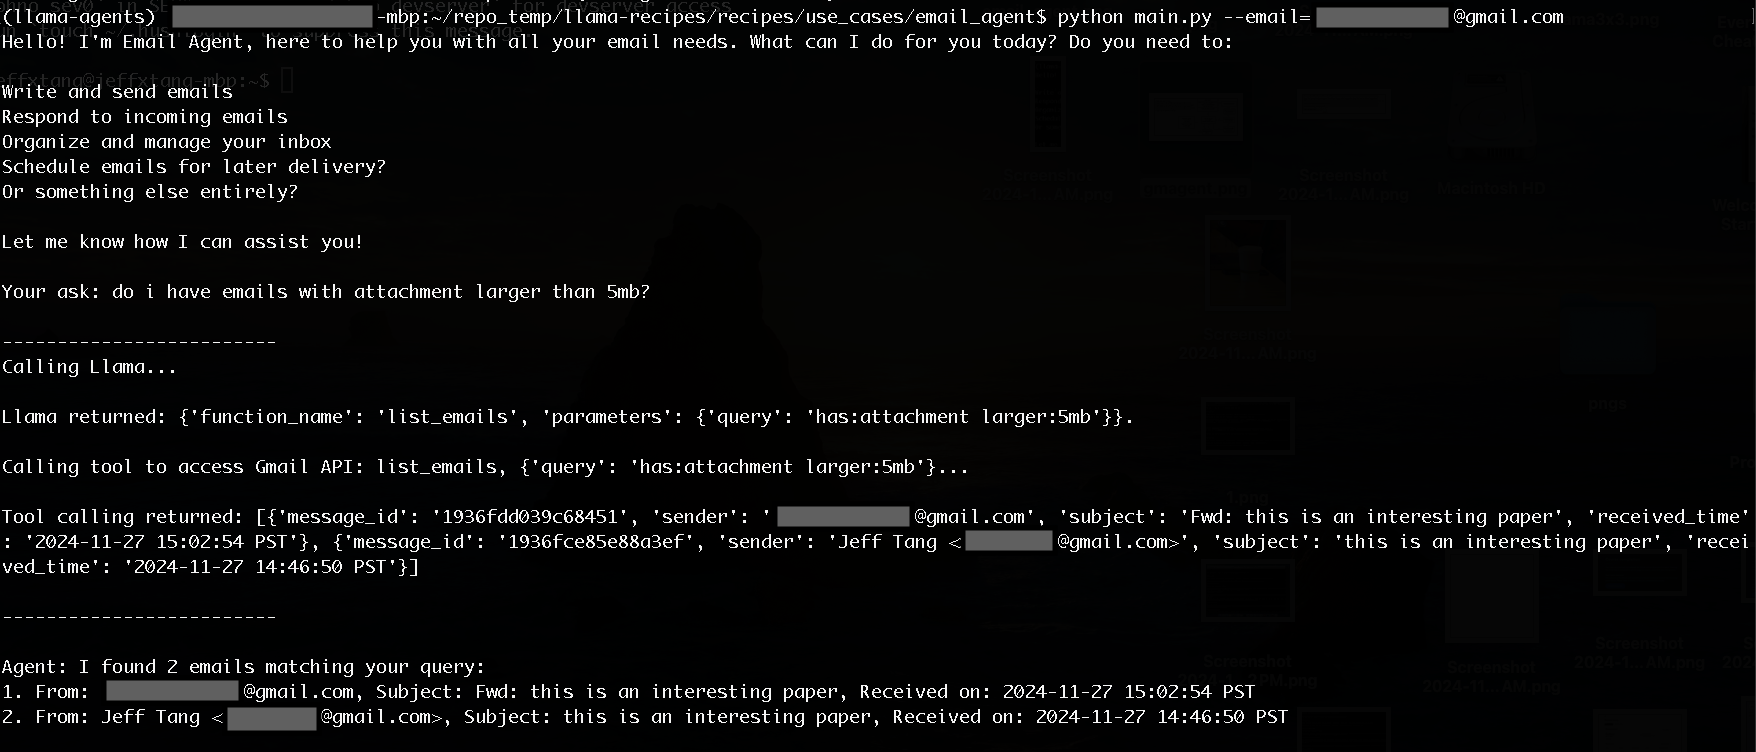 (llama-agents) -mbp:~/repo_temp/llama-recipes/recipes/use_cases/email_agent$ python main.py --email= @gmail.com
Hello! I'm Email Agent, here to help you with all your email needs. What can I do for you today? Do you need to:
effxtang@jeffxtang-mbp:~$
Write and send emails
Respond to incoming emails
Organize and manage your inbox
Schedule emails for later delivery?
Or something else entirely?
Let me know how I can assist you!
Your ask: do i have emails with attachment larger than 5mb?
-------------------------
Calling Llama...
Llama returned: {'function_name': 'list_emails', 'parameters': {'query': 'has:attachment larger:5mb'}}.
Calling tool to access Gmail API: list_emails, {'query': 'has:attachment larger:5mb'}...
Tool calling returned: [{'message_id': '1936fdd039c68451', 'sender': ' @gmail.com', 'subject': 'Fwd: this is an interesting paper', 'received_time'
: '2024-11-27 15:02:54 PST'}, {'message_id': '1936fce85e88a3ef', 'sender': 'Jeff Tang < @gmail.com>', 'subject': 'this is an interesting paper', 'recei
ved_time': '2024-11-27 14:46:50 PST'}]
-------------------------
Agent: I found 2 emails matching your query:
1. From: @gmail.com, Subject: Fwd: this is an interesting paper, Received on: 2024-11-27 15:02:54 PST
2. From: Jeff Tang < @gmail.com>, Subject: this is an interesting paper, Received on: 2024-11-27 14:46:50 PST